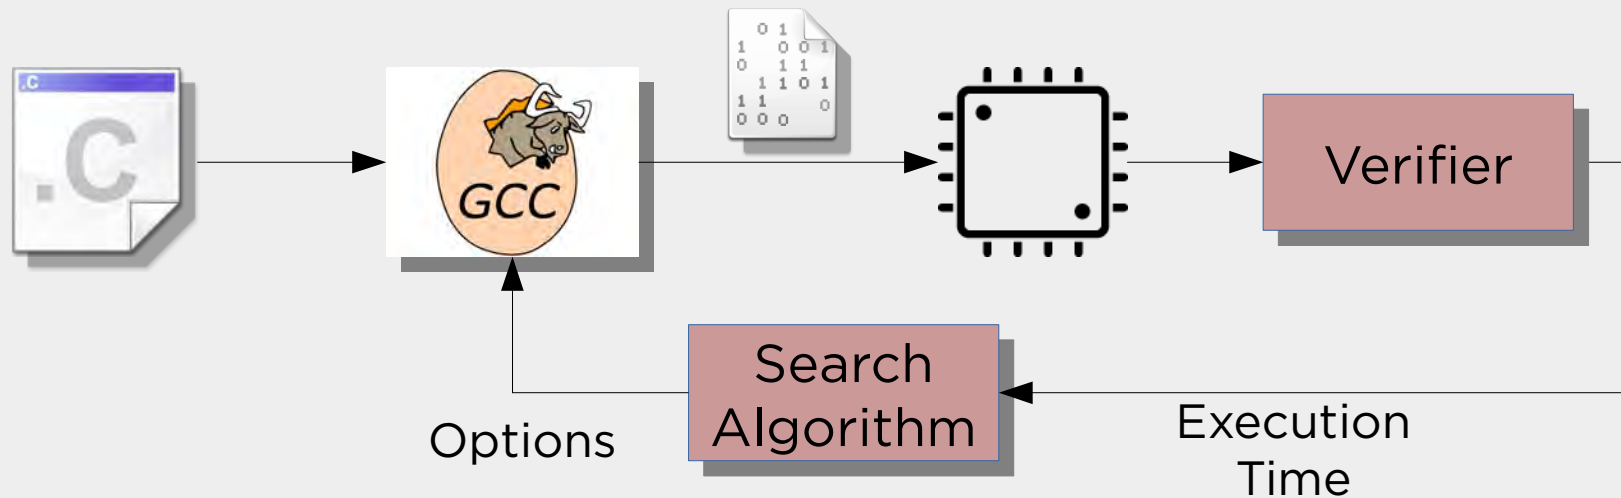 0 1
1 0 0 1
0 1 1
1 1 0 1
1 1 0
0 0 0
.C
.C
GCC
Verifier
Search
Algorithm
Options
Execution
Time